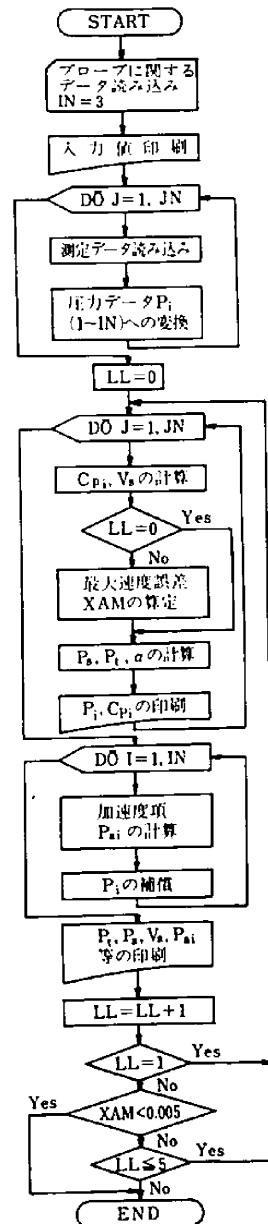 START
プローブに関する
データ読み込み
IN=3
入力値印刷
DO J=1, JN
測定データ読み込み
圧力データPi
(1~IN)への変換
LL=0
DO J=1, JN
Cpi, Vsの計算
LL=0
Yes
No
最大速度誤差
XAMの算定
Ps, Pt, αの計算
Pi, Cpiの印刷
DO I=1, IN
加速度項
Paiの計算
Piの補償
Pt, Ps, Vs, Pai
等の印刷
LL=LL+1
LL=1
Yes
No
Yes
XAM<0.005
No
LL≦5
Yes
No
END